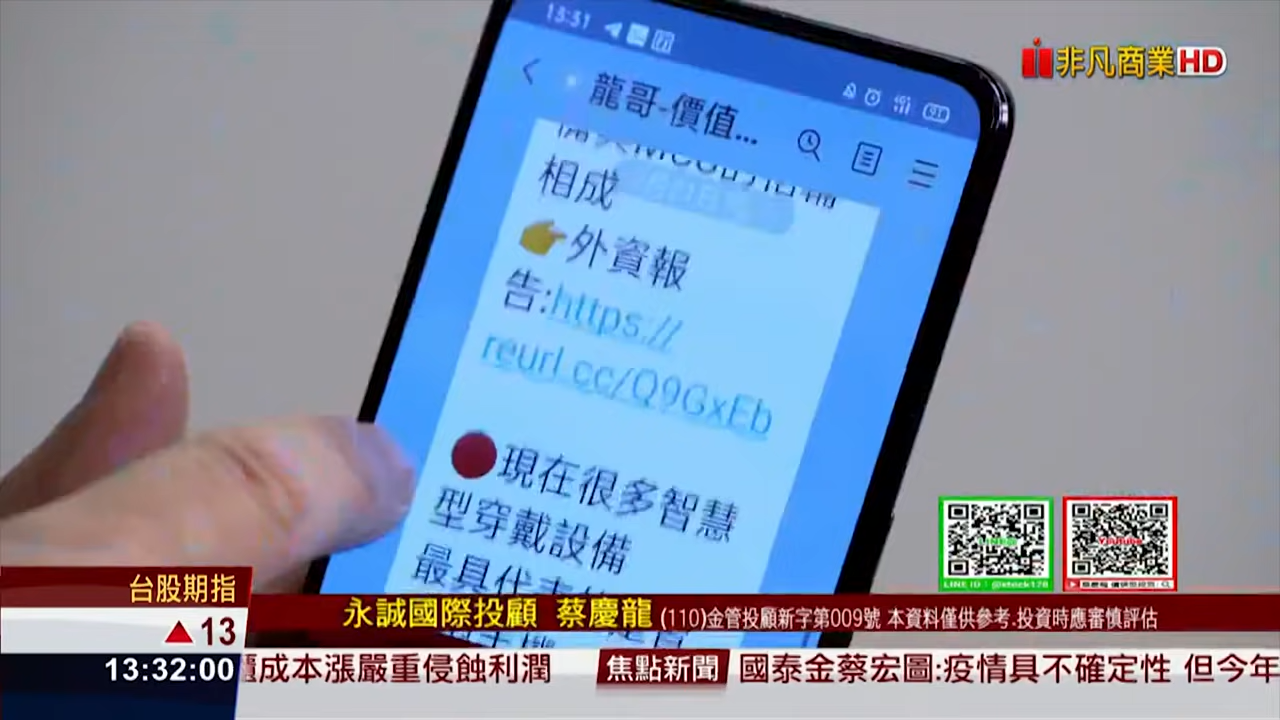 13:31
非凡商業HD
龍哥-價值...
相成
外資報
告:https://
reurl.cc/Q9GxEb
現在很多智慧
型穿戴設備
LINE ID : @stock178
台股期指
▲13
永誠國際投顧 蔡慶龍 (110)金管投顧新字第009號 本資料僅供參考.投資時應審慎評估
13:32:00
成本漲嚴重侵蝕利潤 焦點新聞 國泰金蔡宏圖:疫情具不確定性 但今年